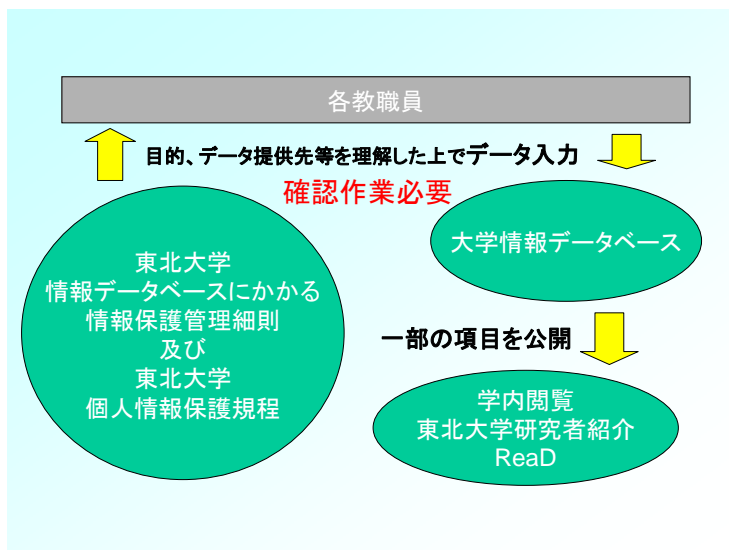 各教職員
目的、データ提供先等を理解した上でデータ入力
確認作業必要
東北大学
情報データベースにかかる
情報保護管理細則
及び
東北大学
個人情報保護規程
大学情報データベース
一部の項目を公開
学内閲覧
東北大学研究者紹介
ReaD